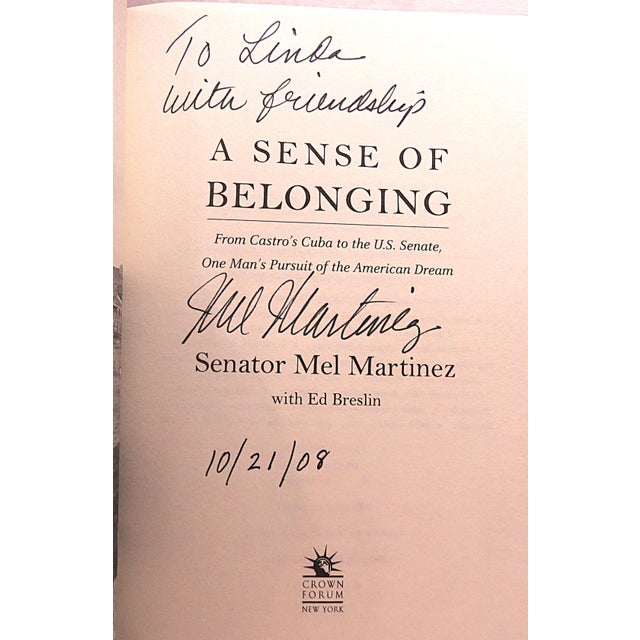 To Linda
with friendship
A SENSE OF
BELONGING
From Castro's Cuba to the U.S. Senate,
One Man's Pursuit of the American Dream
Mel Martinez
Senator Mel Martinez
with Ed Breslin
10/21/08
CROWN
FORUM
NEW YORK